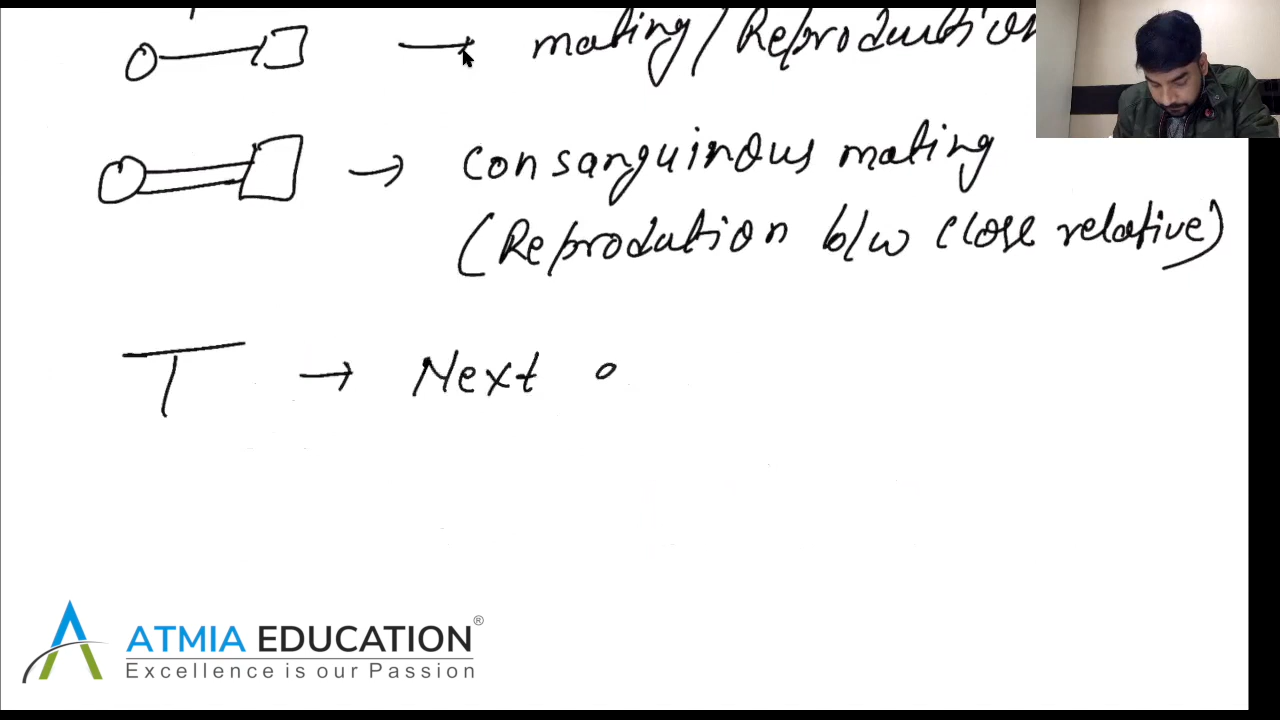 mating/Reproduction
Consanguinous mating
(Reprodution b/w close relative)
Next o
ATMIA EDUCATION®
Excellence is our Passion